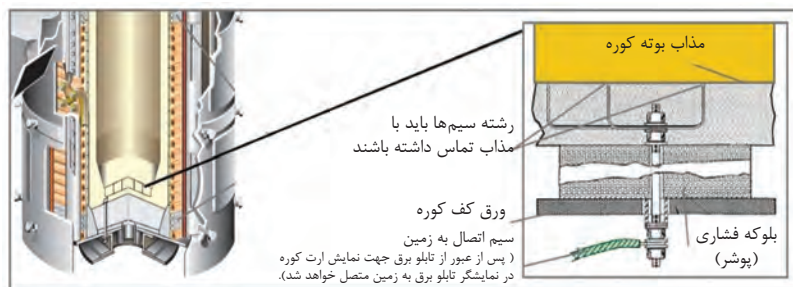 مذاب بوته کوره
رشته سیم‌ها باید با
مذاب تماس داشته باشند
ورق کف کوره
سیم اتصال به زمین
( پس از عبور از تابلو برق جهت نمایش ارت کوره
در نمایشگر تابلو برق به زمین متصل خواهد شد).
بلوکه فشاری
(پوشر)